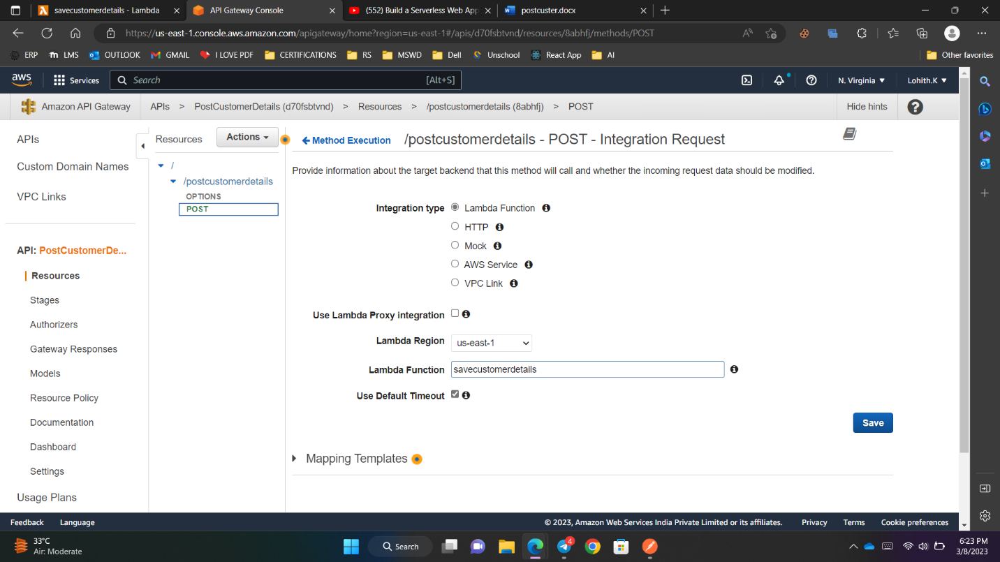 savecustomerdetails - Lambda
API Gateway Console
(552) Build a Serverless Web App
postcuster.docx
https://us-east-1.console.aws.amazon.com/apigateway/home?region=us-east-1#/apis/d70fsbtvnd/resources/8abhfj/methods/POST
ERP
LMS
OUTLOOK
GMAIL
I LOVE PDF
CERTIFICATIONS
RS
MSWD
Dell
Unschool
React App
AI
Other favorites
aws
Services
Search
[Alt+S]
N. Virginia
Lohith.K
Amazon API Gateway
APIs > PostCustomerDetails (d70fsbtvnd) > Resources > /postcustomerdetails (8abhfj) > POST
Hide hints
APIs
Custom Domain Names
VPC Links
API: PostCustomerDe...
Resources
Stages
Authorizers
Gateway Responses
Models
Resource Policy
Documentation
Dashboard
Settings
Usage Plans
Resources
Actions
/
/postcustomerdetails
OPTIONS
POST
Method Execution
/postcustomerdetails - POST - Integration Request
Provide information about the target backend that this method will call and whether the incoming request data should be modified.
Integration type
Lambda Function
HTTP
Mock
AWS Service
VPC Link
Use Lambda Proxy integration
Lambda Region
us-east-1
Lambda Function
savecustomerdetails
Use Default Timeout
Save
Mapping Templates
Feedback
Language
© 2023, Amazon Web Services India Private Limited or its affiliates.
Privacy
Terms
Cookie preferences
33°C
Air: Moderate
Search
4
6:23 PM
3/8/2023